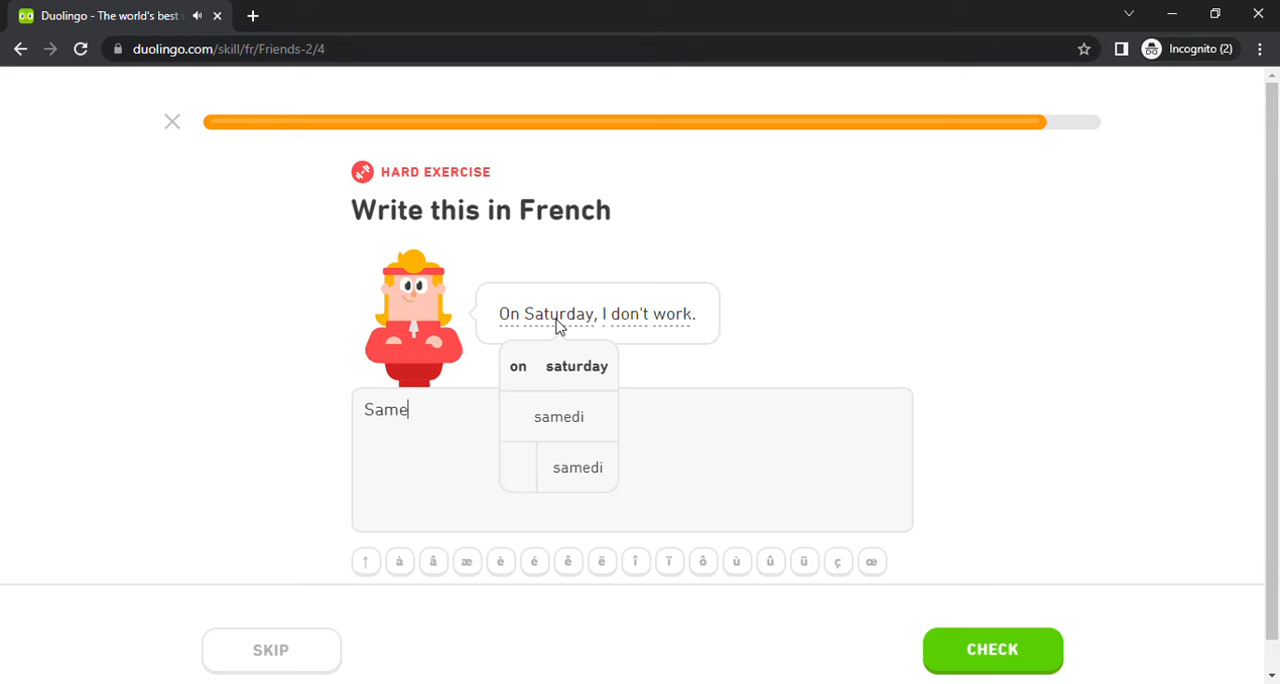 Duolingo - The world's best
duolingo.com/skill/fr/Friends-2/4
Incognito (2)
HARD EXERCISE
Write this in French
On Saturday, I don't work.
on saturday
samedi
samedi
Same
↑ à â æ è é ê ë î ï ô ù û ü ç œ
SKIP
CHECK